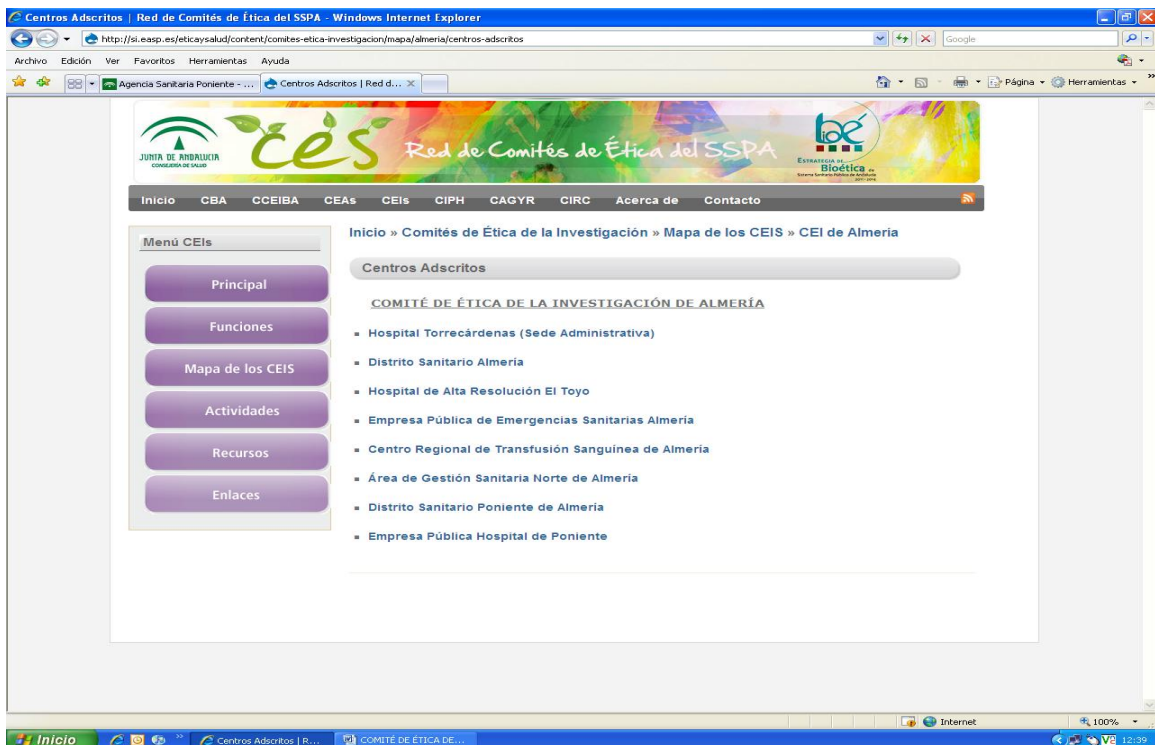 Centros Adscritos | Red de Comités de Ética del SSPA - Windows Internet Explorer
http://si.easp.es/eticaysalud/content/comites-etica-investigacion/mapa/almeria/centros-adscritos
Google
Archivo Edición Ver Favoritos Herramientas Ayuda
Agencia Sanitaria Poniente - ... Centros Adscritos | Red d... Página Herramientas
JUNTA DE ANDALUCIA
CONSEJERÍA DE SALUD
ces Red de Comités de Ética del SSPA
ESTRATEGIA DE
Bioética
Inicio CBA CCEIBA CEAs CEIs CIPH CAGYR CIRC Acerca de Contacto
Menú CEIs
Principal
Funciones
Mapa de los CEIS
Actividades
Recursos
Enlaces
Inicio » Comités de Ética de la Investigación » Mapa de los CEIS » CEI de Almería
Centros Adscritos
COMITÉ DE ÉTICA DE LA INVESTIGACIÓN DE ALMERÍA
Hospital Torrecárdenas (Sede Administrativa)
Distrito Sanitario Almería
Hospital de Alta Resolución El Toyo
Empresa Pública de Emergencias Sanitarias Almería
Centro Regional de Transfusión Sanguínea de Almería
Área de Gestión Sanitaria Norte de Almería
Distrito Sanitario Poniente de Almería
Empresa Pública Hospital de Poniente
Internet 100%
Inicio Centros Adscritos | R... COMITÉ DE ÉTICA DE... 12:39